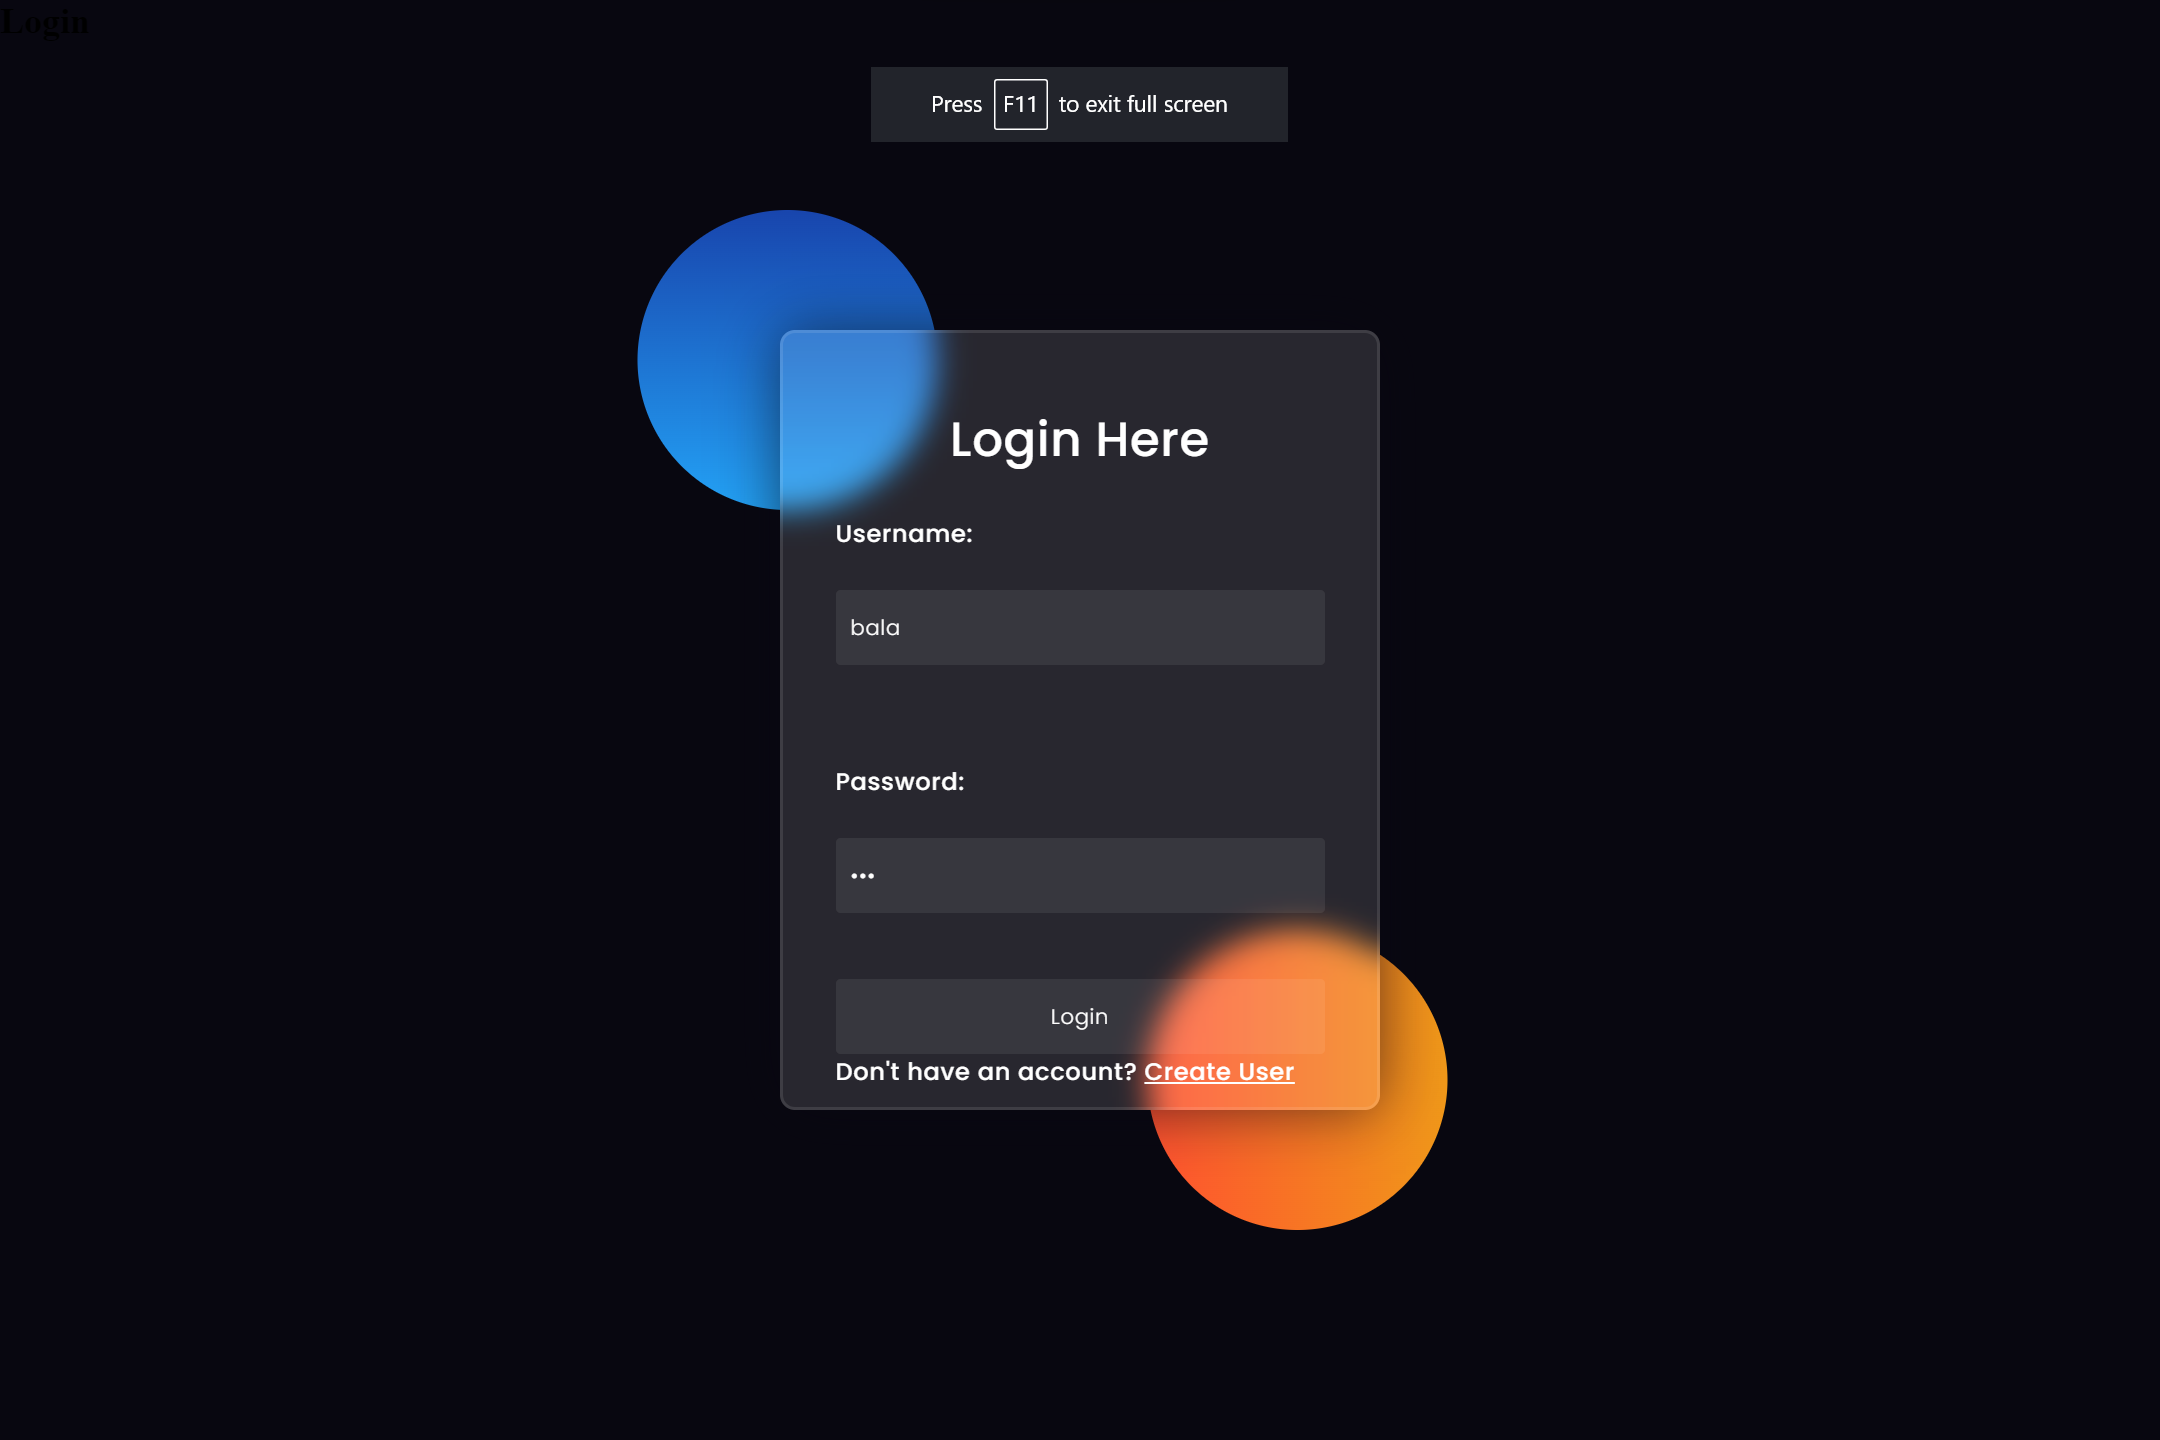 Login
Press F11 to exit full screen
Login Here
Username:
bala
Password:
•••
Login
Don't have an account? Create User